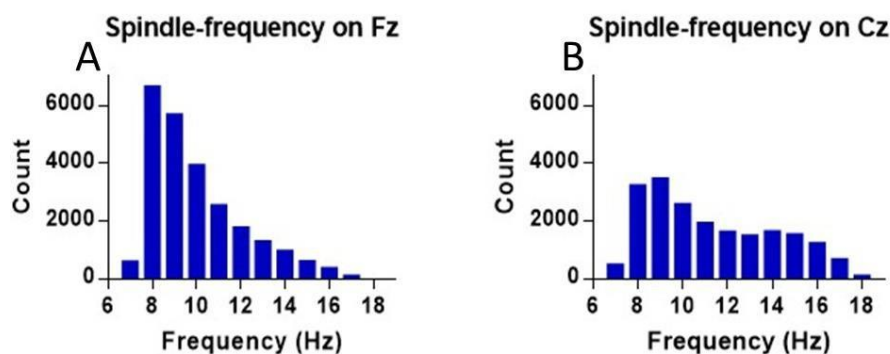 Spindle-frequency on Fz
A
6000
4000
2000
0
Count
6 8 10 12 14 16 18
Frequency (Hz)
Spindle-frequency on Cz
B
6000
4000
2000
0
Count
6 8 10 12 14 16 18
Frequency (Hz)